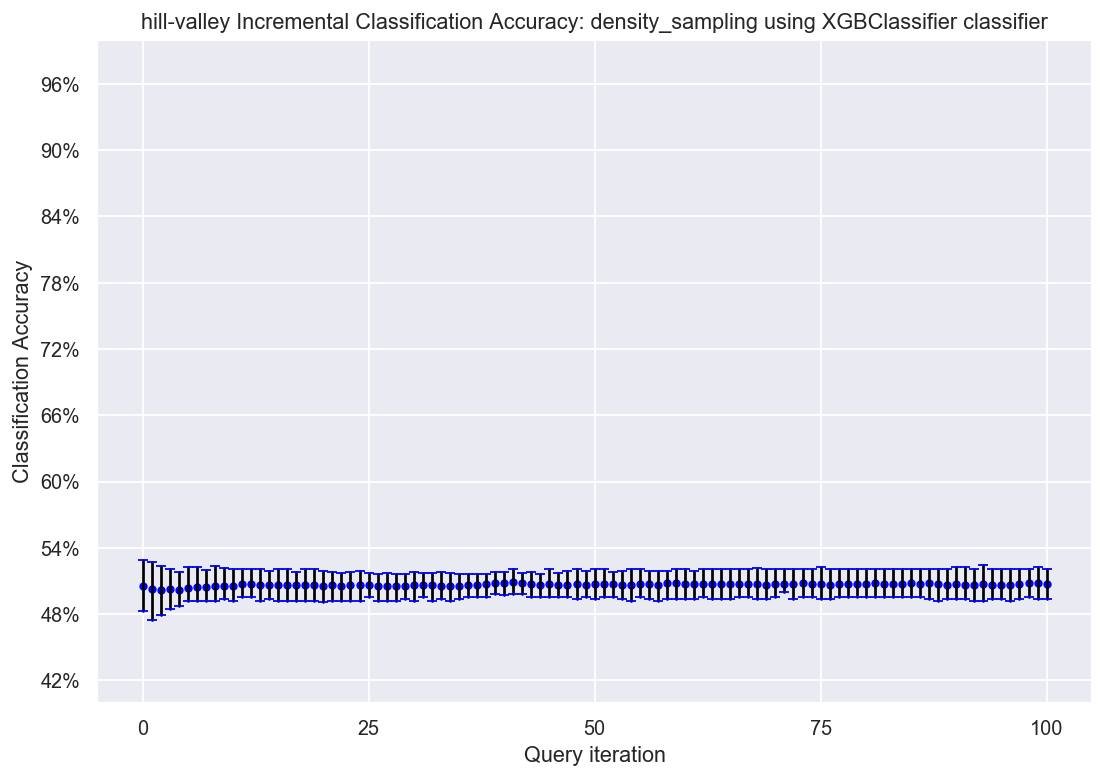 hill-valley Incremental Classification Accuracy: density_sampling using XGBClassifier classifier
96%
90%
84%
78%
72%
66%
60%
54%
48%
42%
Classification Accuracy
0 25 50 75 100
Query iteration